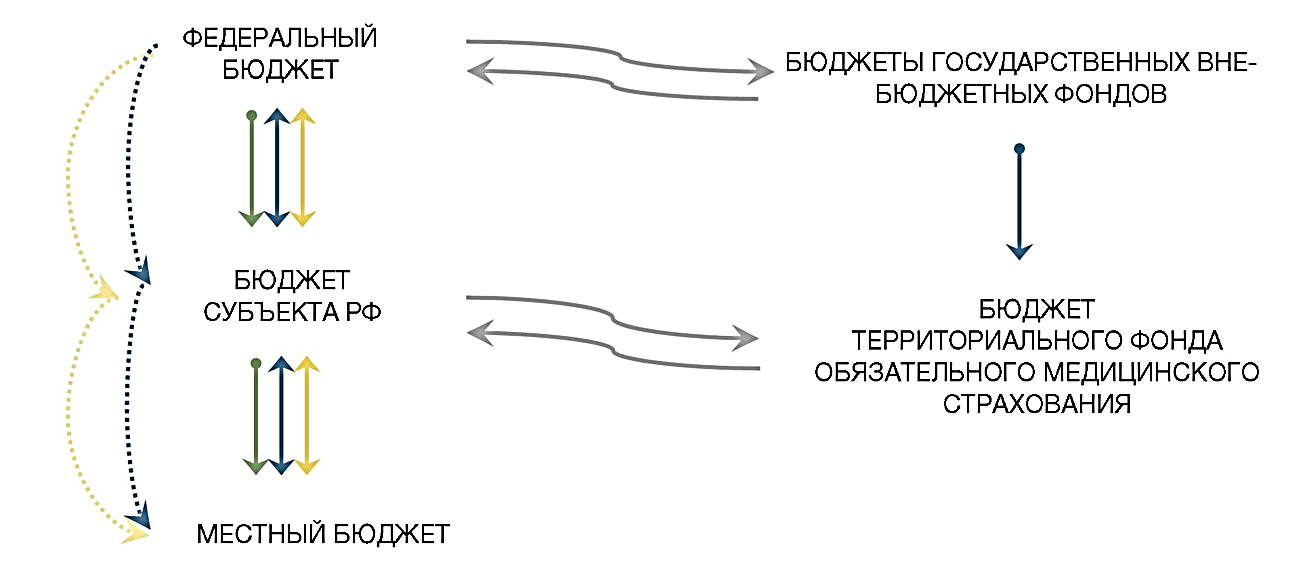 ФЕДЕРАЛЬНЫЙ
БЮДЖЕТ
БЮДЖЕТЫ ГОСУДАРСТВЕННЫХ ВНЕ-
БЮДЖЕТНЫХ ФОНДОВ
БЮДЖЕТ
СУБЪЕКТА РФ
БЮДЖЕТ
ТЕРРИТОРИАЛЬНОГО ФОНДА
ОБЯЗАТЕЛЬНОГО МЕДИЦИНСКОГО
СТРАХОВАНИЯ
МЕСТНЫЙ БЮДЖЕТ